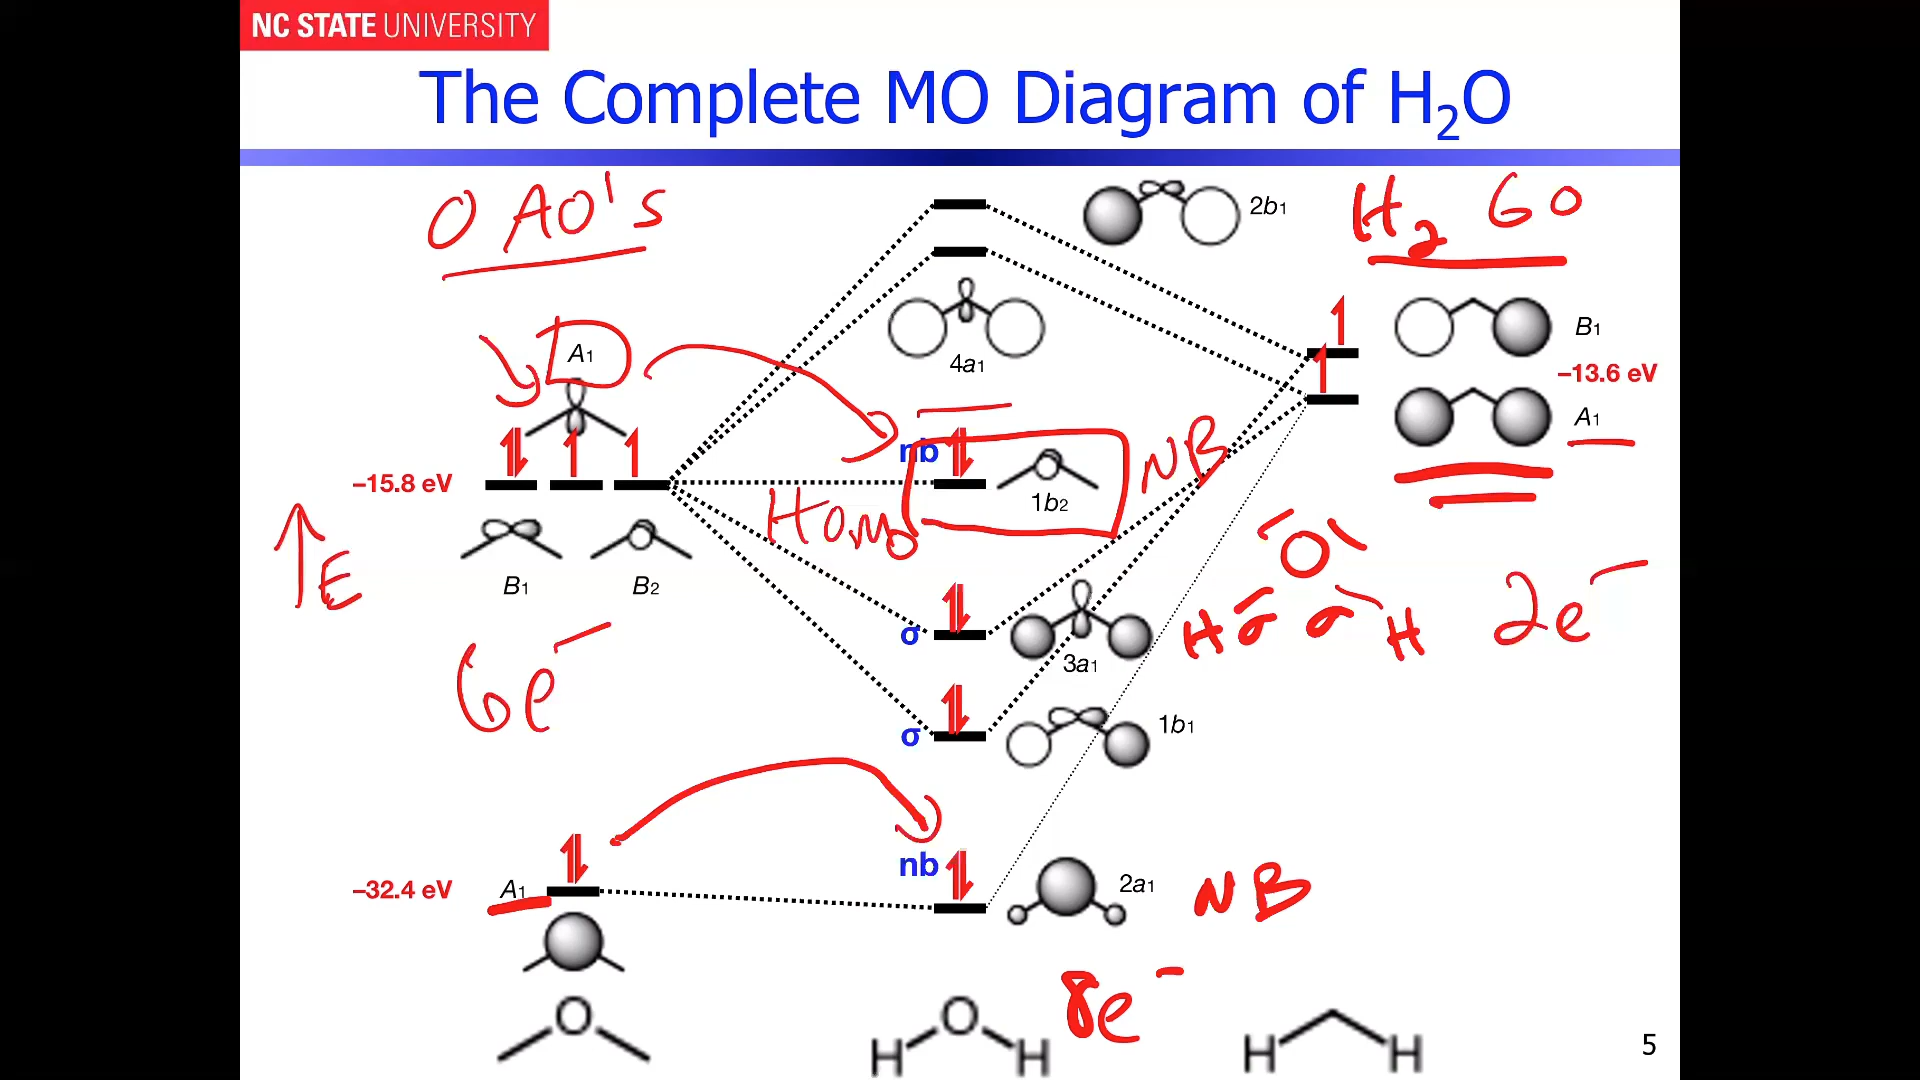 NC STATE UNIVERSITY
The Complete MO Diagram of H₂O
O AO's
H₂ GO
2b₁
4a₁
A₁
B₁
–13.6 eV
A₁
nb
NB
–15.8 eV
1b₂
HOMO
B₁
B₂
↑E
O
H H
2e⁻
σ
3a₁
6e⁻
σ
1b₁
nb
2a₁
NB
–32.4 eV
A₁
8e⁻
O
O
H H
H H
5